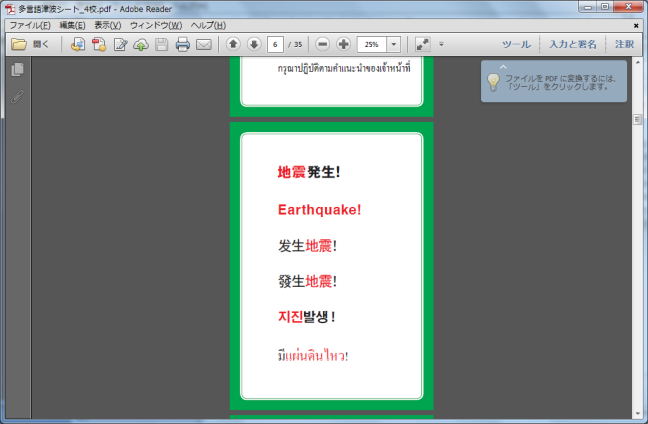 多言語津波シート_4校.pdf - Adobe Reader
ファイル(F) 編集(E) 表示(V) ウィンドウ(W) ヘルプ(H)
開く 6 / 35 25% ツール 入力と署名 注釈
ファイルを PDF に変換するには、
「ツール」をクリックします。
กรุณาปฏิบัติตามคำแนะนำของเจ้าหน้าที่
地震発生!
Earthquake!
发生地震!
發生地震!
지진발생!
มีแผ่นดินไหว!